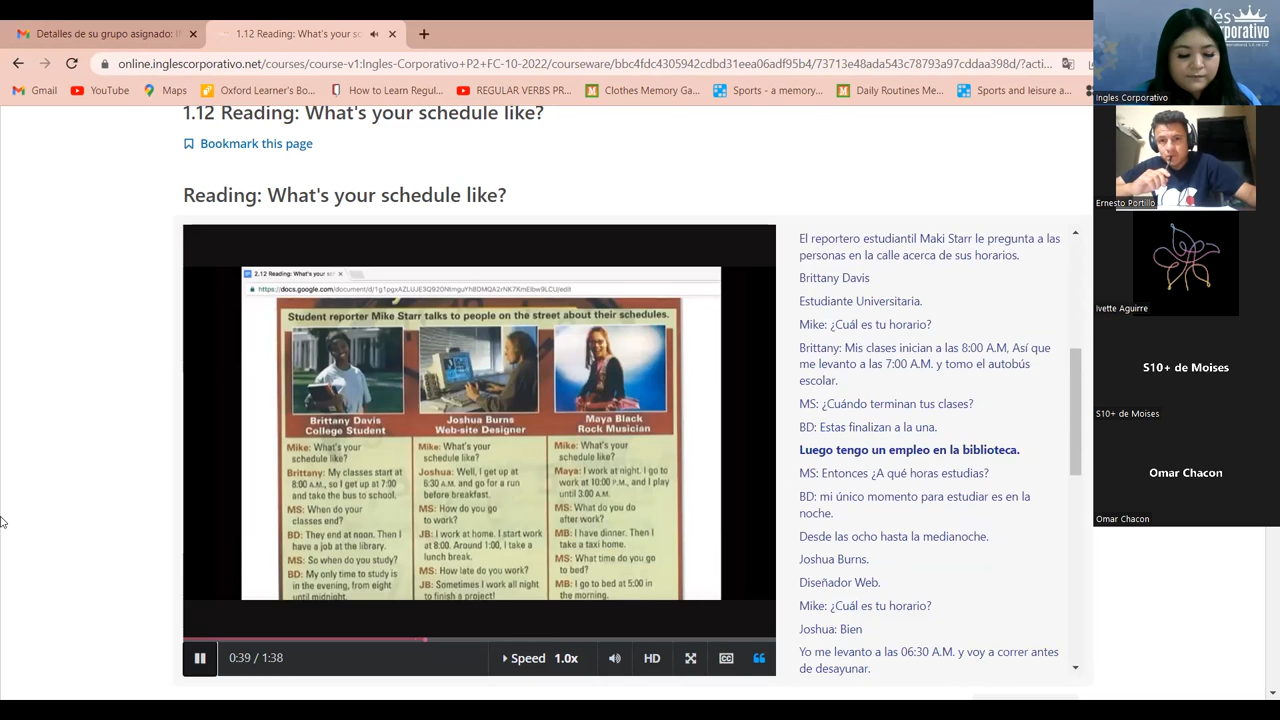 Detalles de su grupo asignado: IN
1.12 Reading: What's your sc
online.inglescorporativo.net/courses/course-v1:Ingles-Corporativo+P2+FC-10-2022/courseware/bbc4fdc4305942cdbd31eea06adf95b4/73713e48ada543c78793a97cddaa398d/?acti...
Gmail
YouTube
Maps
Oxford Learner's Bo...
How to Learn Regul...
REGULAR VERBS PR...
Clothes Memory Ga...
Sports - a memory...
Daily Routines Me...
Sports and leisure a...
1.12 Reading: What's your schedule like?
Bookmark this page
Reading: What's your schedule like?
2.12 Reading: What's your sc
Student reporter Mike Starr talks to people on the street about their schedules.
Brittany Davis
College Student
Mike: What's your
schedule like?
Brittany: My classes start at
8:00 A.M., so I get up at 7:00
and take the bus to school.
MS: When do your
classes end?
BD: They end at noon. Then I
have a job at the library.
MS: So when do you study?
BD: My only time to study is
in the evening, from eight
until midnight.
Joshua Burns
Web-site Designer
Mike: What's your
schedule like?
Joshua: Well, I get up at
6:30 A.M. and go for a run
before breakfast.
MS: How do you go
to work?
JB: I work at home. I start work
at 8:00. Around 1:00, I take a
lunch break.
MS: How late do you work?
JB: Sometimes I work all night
to finish a project!
Maya Black
Rock Musician
Mike: What's your
schedule like?
Maya: I work at night. I go to
work at 10:00 P.M., and I play
until 3:00 A.M.
MS: What do you do
after work?
MB: I have dinner. Then I
take a taxi home.
MS: What time do you go
to bed?
MB: I go to bed at 5:00 in
the morning.
0:39 / 1:38
Speed 1.0x
HD
CC
El reportero estudiantil Maki Starr le pregunta a las
personas en la calle acerca de sus horarios.
Brittany Davis
Estudiante Universitaria.
Mike: ¿Cuál es tu horario?
Brittany: Mis clases inician a las 8:00 A.M, Así que
me levanto a las 7:00 A.M. y tomo el autobús
escolar.
MS: ¿Cuándo terminan tus clases?
BD: Estas finalizan a la una.
Luego tengo un empleo en la biblioteca.
MS: Entonces ¿A qué horas estudias?
BD: mi único momento para estudiar es en la
noche.
Desde las ocho hasta la medianoche.
Joshua Burns.
Diseñador Web.
Mike: ¿Cuál es tu horario?
Joshua: Bien
Yo me levanto a las 06:30 A.M. y voy a correr antes
de desayunar.
Ingles Corporativo
Ernesto Portillo
Ivette Aguirre
S10+ de Moises
S10+ de Moises
Omar Chacon
Omar Chacon